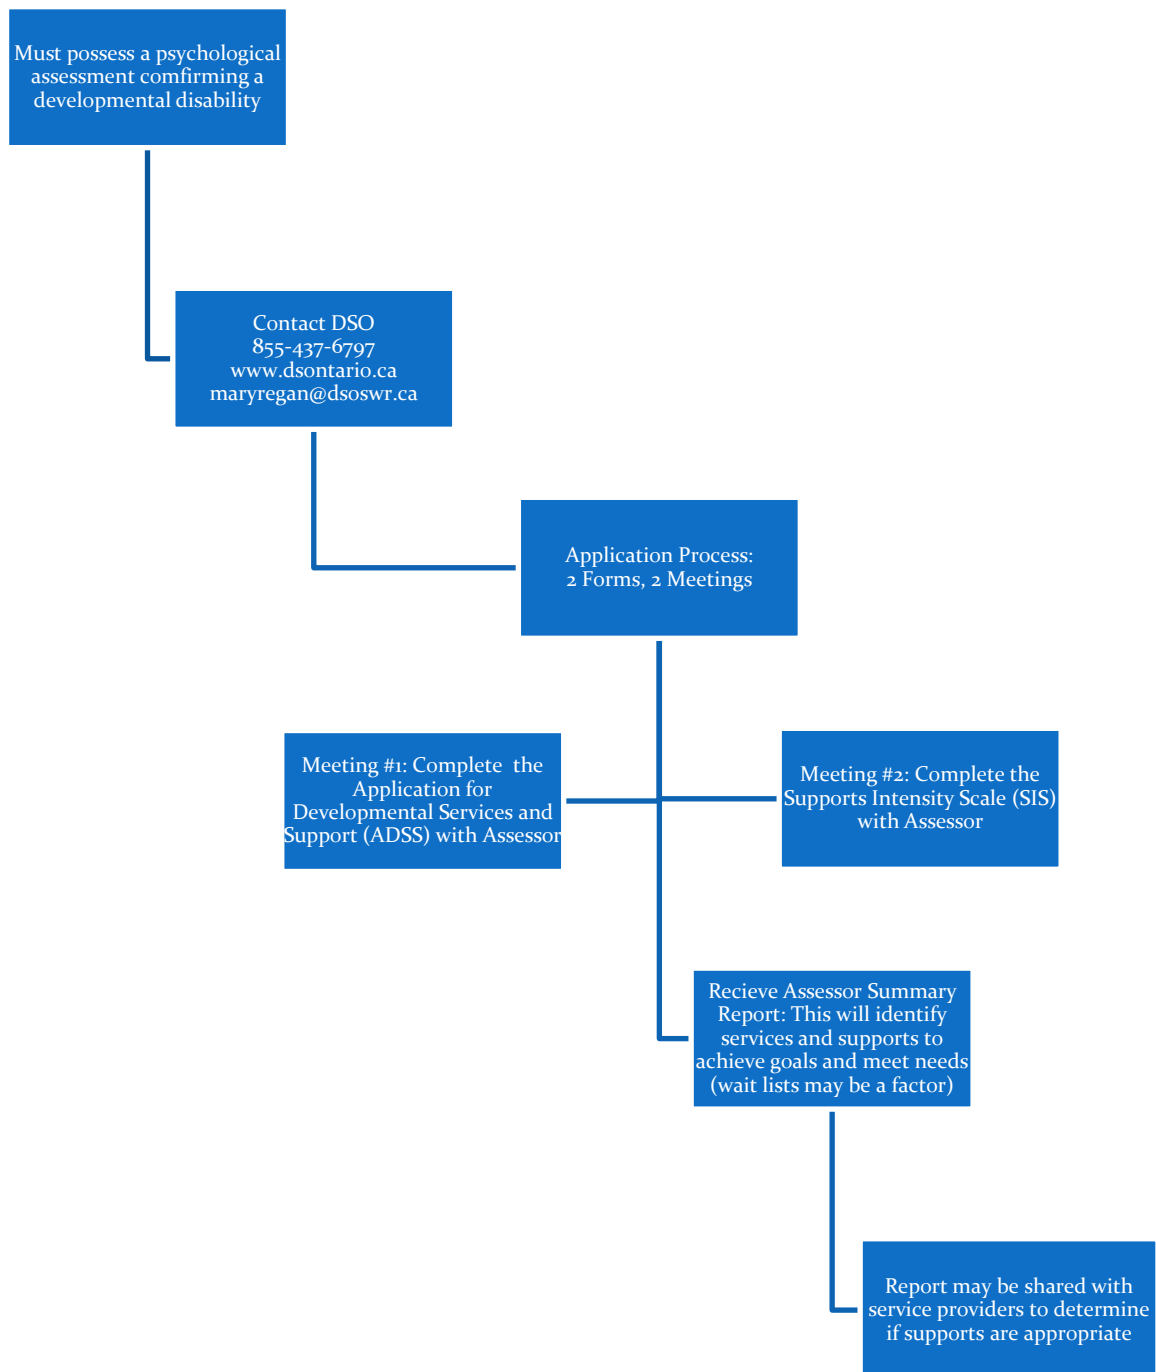 Must possess a psychological
assessment comfirming a
developmental disability
Contact DSO
855-437-6797
www.dsontario.ca
maryregan@dsoswr.ca
Application Process:
2 Forms, 2 Meetings
Meeting #1: Complete the
Application for
Developmental Services and
Support (ADSS) with Assessor
Meeting #2: Complete the
Supports Intensity Scale (SIS)
with Assessor
Recieve Assessor Summary
Report: This will identify
services and supports to
achieve goals and meet needs
(wait lists may be a factor)
Report may be shared with
service providers to determine
if supports are appropriate